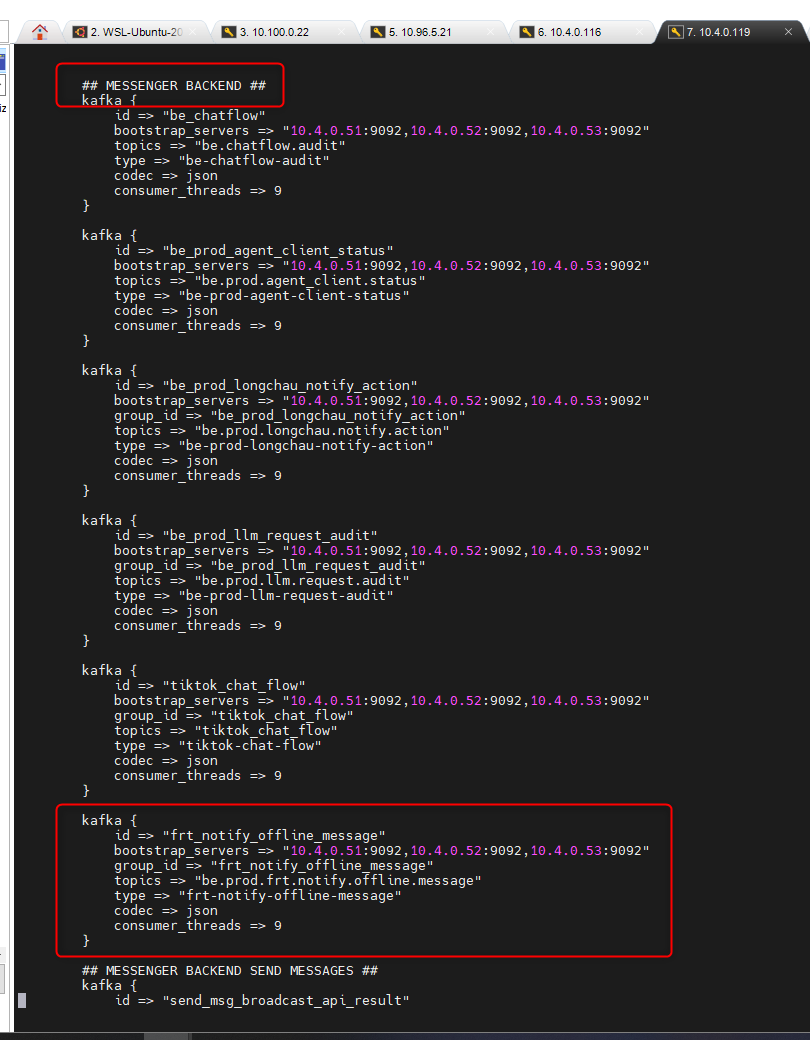 2. WSL-Ubuntu-20
3. 10.100.0.22
5. 10.96.5.21
6. 10.4.0.116
7. 10.4.0.119
iz
## MESSENGER BACKEND ##
kafka {
id => "be_chatflow"
bootstrap_servers => "10.4.0.51:9092,10.4.0.52:9092,10.4.0.53:9092"
topics => "be.chatflow.audit"
type => "be-chatflow-audit"
codec => json
consumer_threads => 9
}
kafka {
id => "be_prod_agent_client_status"
bootstrap_servers => "10.4.0.51:9092,10.4.0.52:9092,10.4.0.53:9092"
topics => "be.prod.agent_client.status"
type => "be-prod-agent-client-status"
codec => json
consumer_threads => 9
}
kafka {
id => "be_prod_longchau_notify_action"
bootstrap_servers => "10.4.0.51:9092,10.4.0.52:9092,10.4.0.53:9092"
group_id => "be_prod_longchau_notify_action"
topics => "be.prod.longchau.notify.action"
type => "be-prod-longchau-notify-action"
codec => json
consumer_threads => 9
}
kafka {
id => "be_prod_llm_request_audit"
bootstrap_servers => "10.4.0.51:9092,10.4.0.52:9092,10.4.0.53:9092"
group_id => "be_prod_llm_request_audit"
topics => "be.prod.llm.request.audit"
type => "be-prod-llm-request-audit"
codec => json
consumer_threads => 9
}
kafka {
id => "tiktok_chat_flow"
bootstrap_servers => "10.4.0.51:9092,10.4.0.52:9092,10.4.0.53:9092"
group_id => "tiktok_chat_flow"
topics => "tiktok_chat_flow"
type => "tiktok-chat-flow"
codec => json
consumer_threads => 9
}
kafka {
id => "frt_notify_offline_message"
bootstrap_servers => "10.4.0.51:9092,10.4.0.52:9092,10.4.0.53:9092"
group_id => "frt_notify_offline_message"
topics => "be.prod.frt.notify.offline.message"
type => "frt-notify-offline-message"
codec => json
consumer_threads => 9
}
## MESSENGER BACKEND SEND MESSAGES ##
kafka {
id => "send_msg_broadcast_api_result"